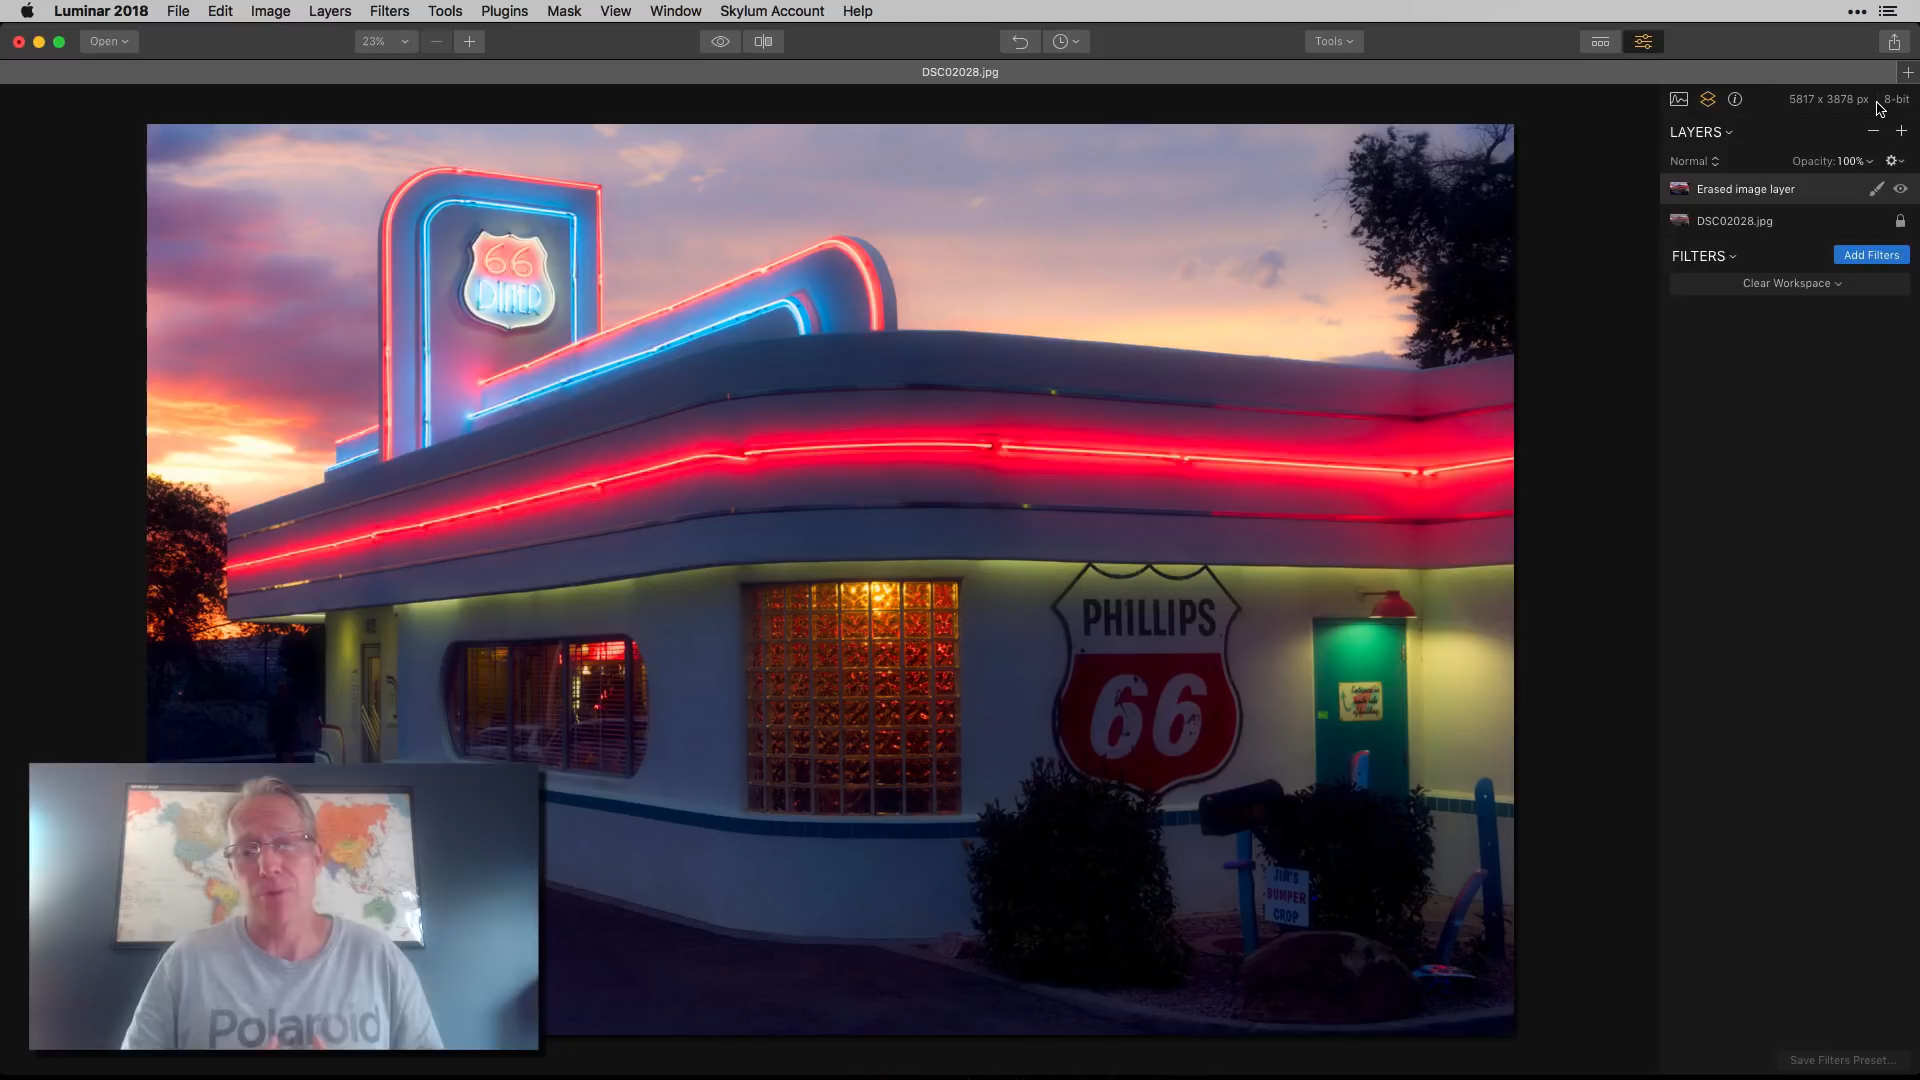 Luminar 2018 File Edit Image Layers Filters Tools Plugins Mask View Window Skylum Account Help
Open 23% Tools
DSC02028.jpg
5817 x 3878 px 8-bit
LAYERS
Normal Opacity: 100%
Erased image layer
DSC02028.jpg
FILTERS Add Filters
Clear Workspace
66
DINER
PHILLIPS
66
JIM'S
BUMPER
CROP
Polaroid
Save Filters Preset...